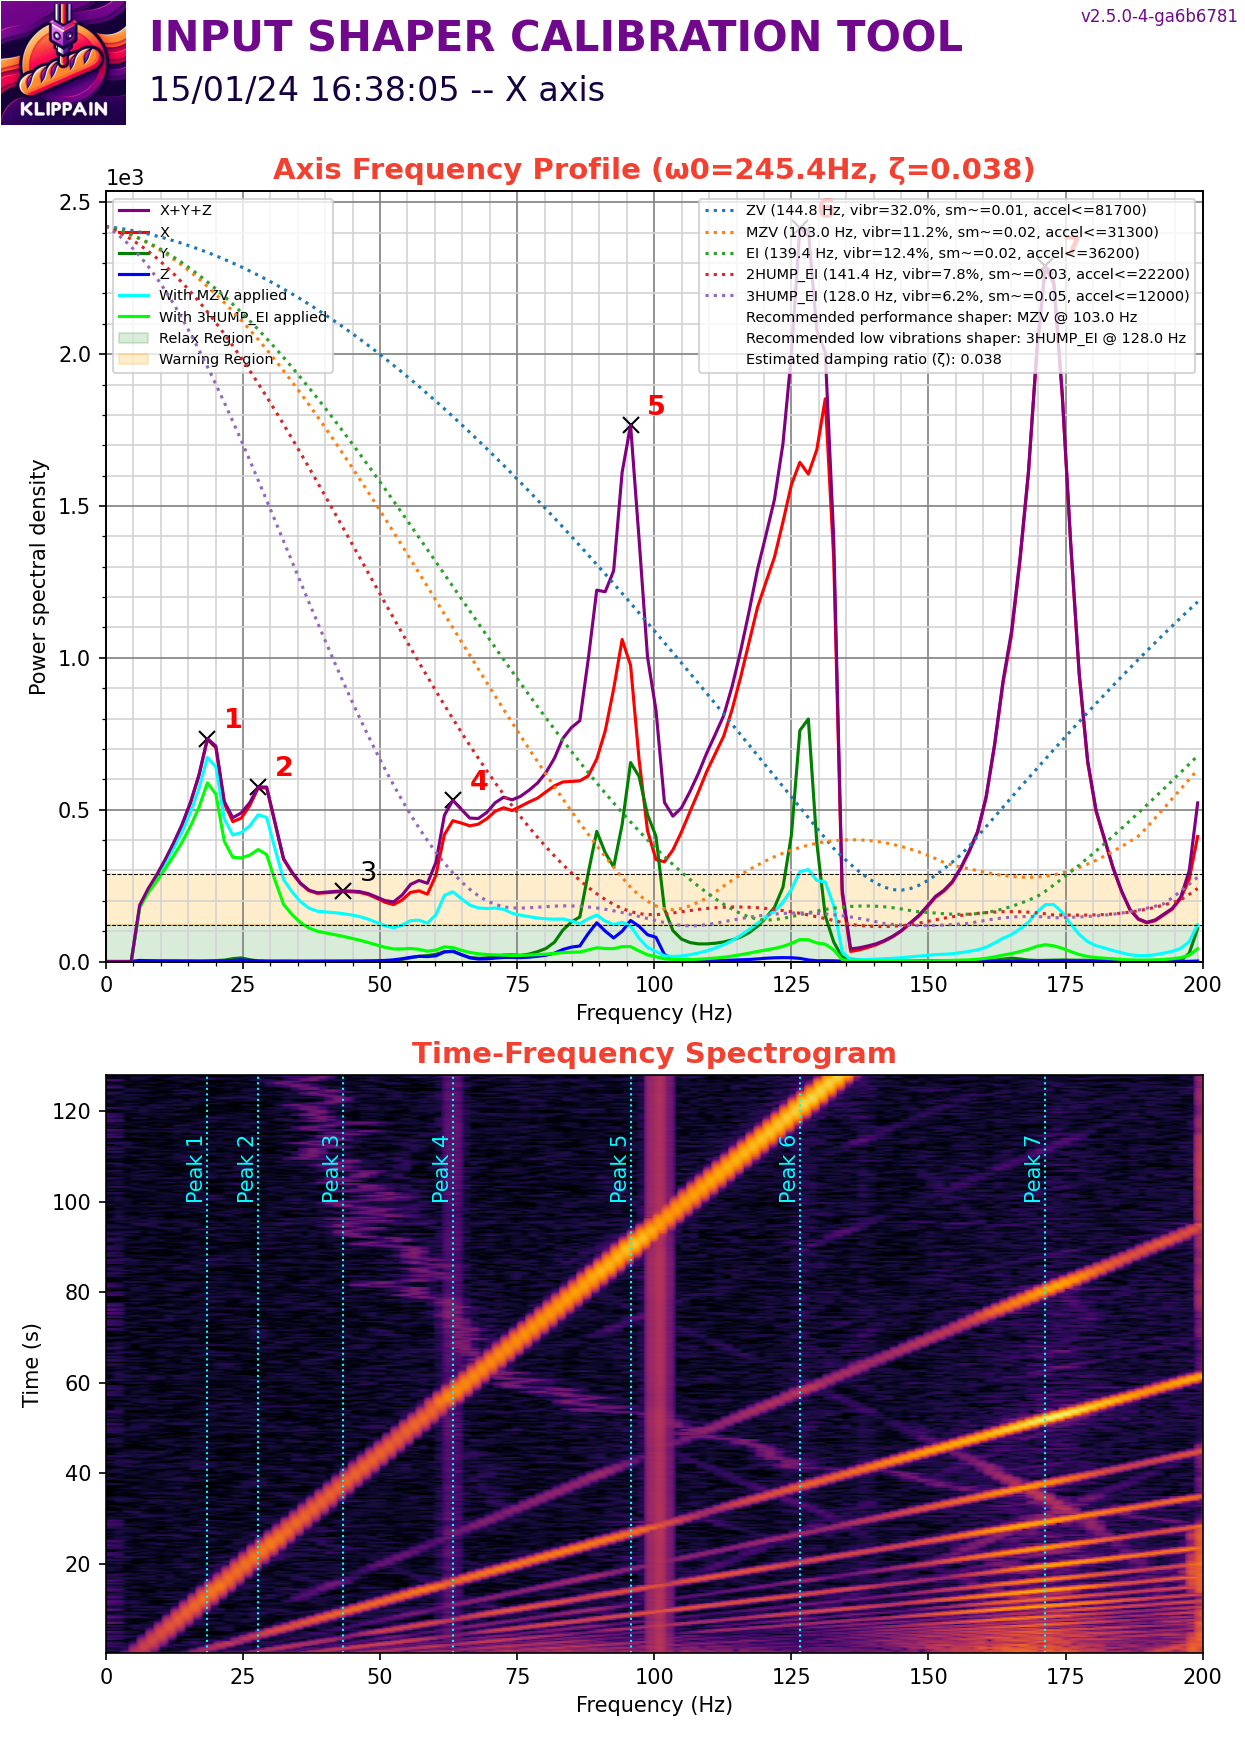 v2.5.0-4-ga6b6781
INPUT SHAPER CALIBRATION TOOL
15/01/24 16:38:05 -- X axis
KLIPPAIN
Axis Frequency Profile (ω0=245.4Hz, ζ=0.038)
1e3
X+Y+Z
X
Y
Z
With MZV applied
With 3HUMP_EI applied
Relax Region
Warning Region
ZV (144.8 Hz, vibr=32.0%, sm~=0.01, accel<=81700)
MZV (103.0 Hz, vibr=11.2%, sm~=0.02, accel<=31300)
EI (139.4 Hz, vibr=12.4%, sm~=0.02, accel<=36200)
2HUMP_EI (141.4 Hz, vibr=7.8%, sm~=0.03, accel<=22200)
3HUMP_EI (128.0 Hz, vibr=6.2%, sm~=0.05, accel<=12000)
Recommended performance shaper: MZV @ 103.0 Hz
Recommended low vibrations shaper: 3HUMP_EI @ 128.0 Hz
Estimated damping ratio (ζ): 0.038
Power spectral density
2.5
2.0
1.5
1.0
0.5
0.0
1
2
3
4
5
6
7
0 25 50 75 100 125 150 175 200
Frequency (Hz)
Time-Frequency Spectrogram
Time (s)
120
100
80
60
40
20
Peak 1
Peak 2
Peak 3
Peak 4
Peak 5
Peak 6
Peak 7
0 25 50 75 100 125 150 175 200
Frequency (Hz)